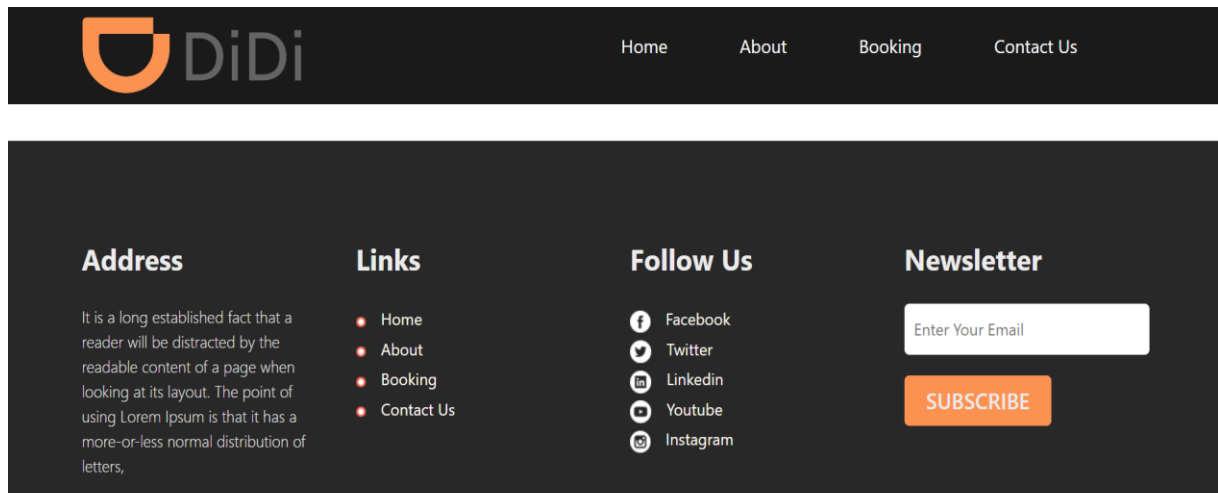 DiDi
Home About Booking Contact Us
Address
It is a long established fact that a
reader will be distracted by the
readable content of a page when
looking at its layout. The point of
using Lorem Ipsum is that it has a
more-or-less normal distribution of
letters,
Links
Home
About
Booking
Contact Us
Follow Us
Facebook
Twitter
Linkedin
Youtube
Instagram
Newsletter
Enter Your Email
SUBSCRIBE